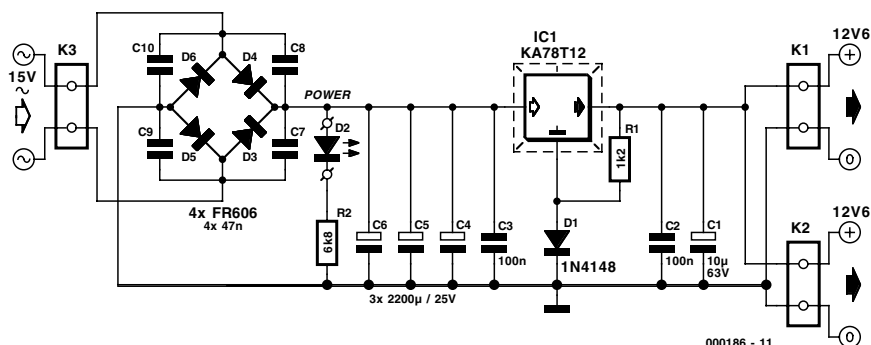 K3
15V
~
C10
D6
D4
C8
C9
D5
D3
C7
4x FR606
4x 47n
POWER
D2
R2
6k8
C6
C5
C4
C3
100n
3x 2200µ / 25V
IC1
KA78T12
R1
1k2
D1
1N4148
C2
100n
C1
10µ
63V
K1
12V6
+
0
K2
12V6
+
0
000186 - 11